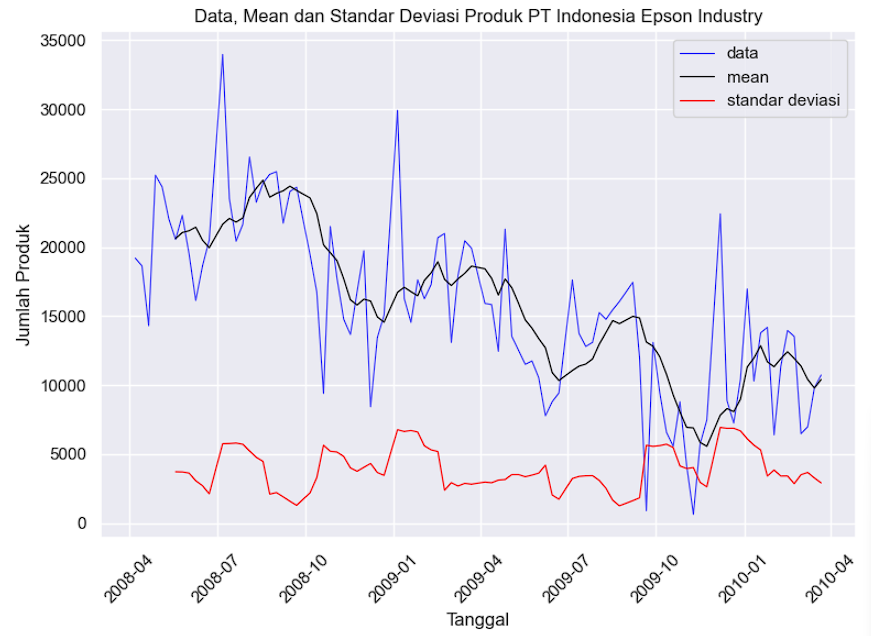 Data, Mean dan Standar Deviasi Produk PT Indonesia Epson Industry
35000
30000
25000
20000
15000
10000
5000
0
Jumlah Produk
data
mean
standar deviasi
2008-04
2008-07
2008-10
2009-01
2009-04
2009-07
2009-10
2010-01
2010-04
Tanggal